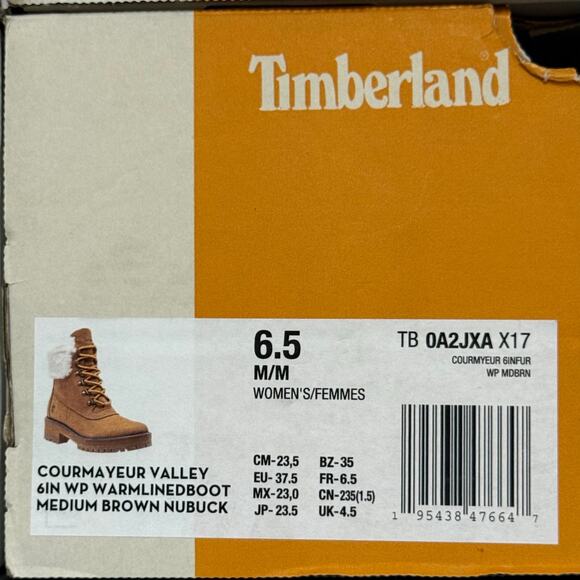 Timberland
6.5
M/M
WOMEN'S/FEMMES
TB 0A2JXA X17
COURMYEUR 6INFUR
WP MDBRN
CM-23,5 BZ-35
EU- 37.5 FR-6.5
MX-23,0 CN-235(1.5)
JP-23.5 UK-4.5
COURMAYEUR VALLEY
6IN WP WARMLINEDBOOT
MEDIUM BROWN NUBUCK
1 95438 47664 7